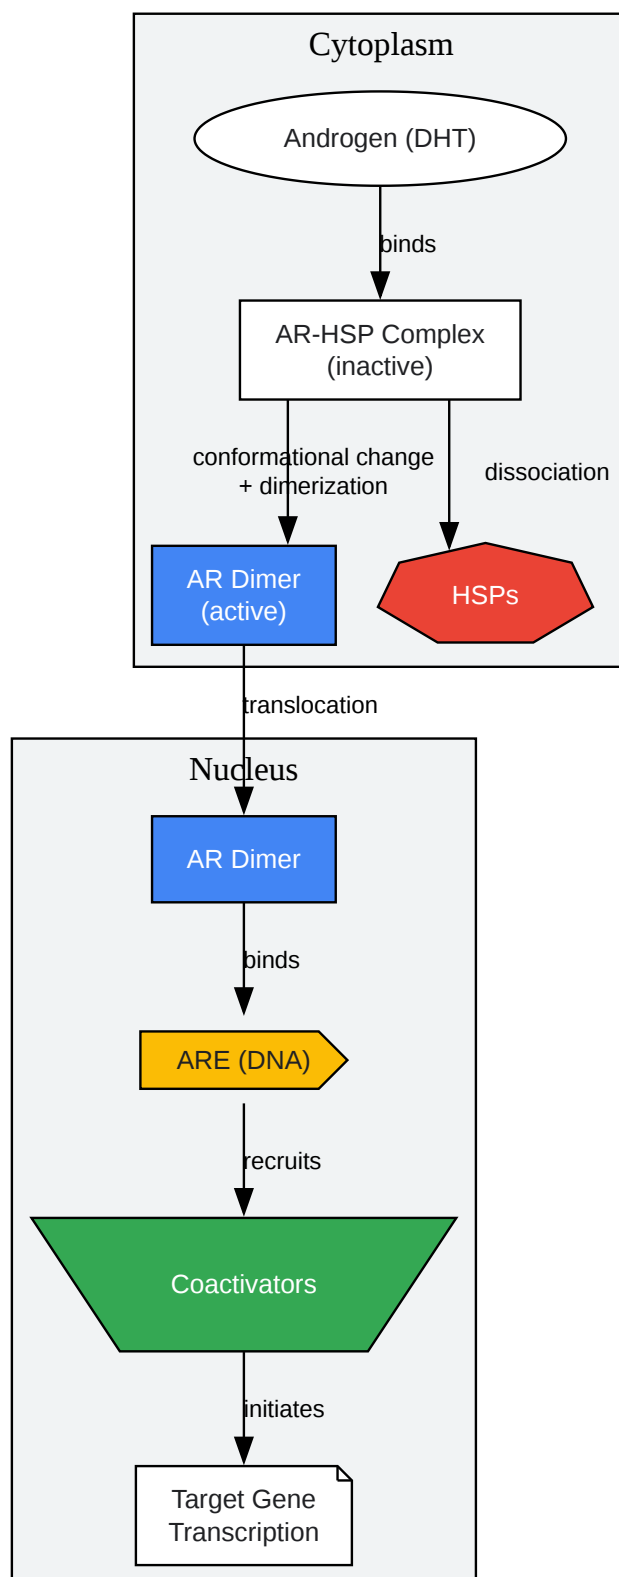 Cytoplasm
Androgen (DHT)
binds
AR-HSP Complex
(inactive)
conformational change
+ dimerization
dissociation
AR Dimer
(active)
HSPs
translocation
Nucleus
AR Dimer
binds
ARE (DNA)
recruits
Coactivators
initiates
Target Gene
Transcription